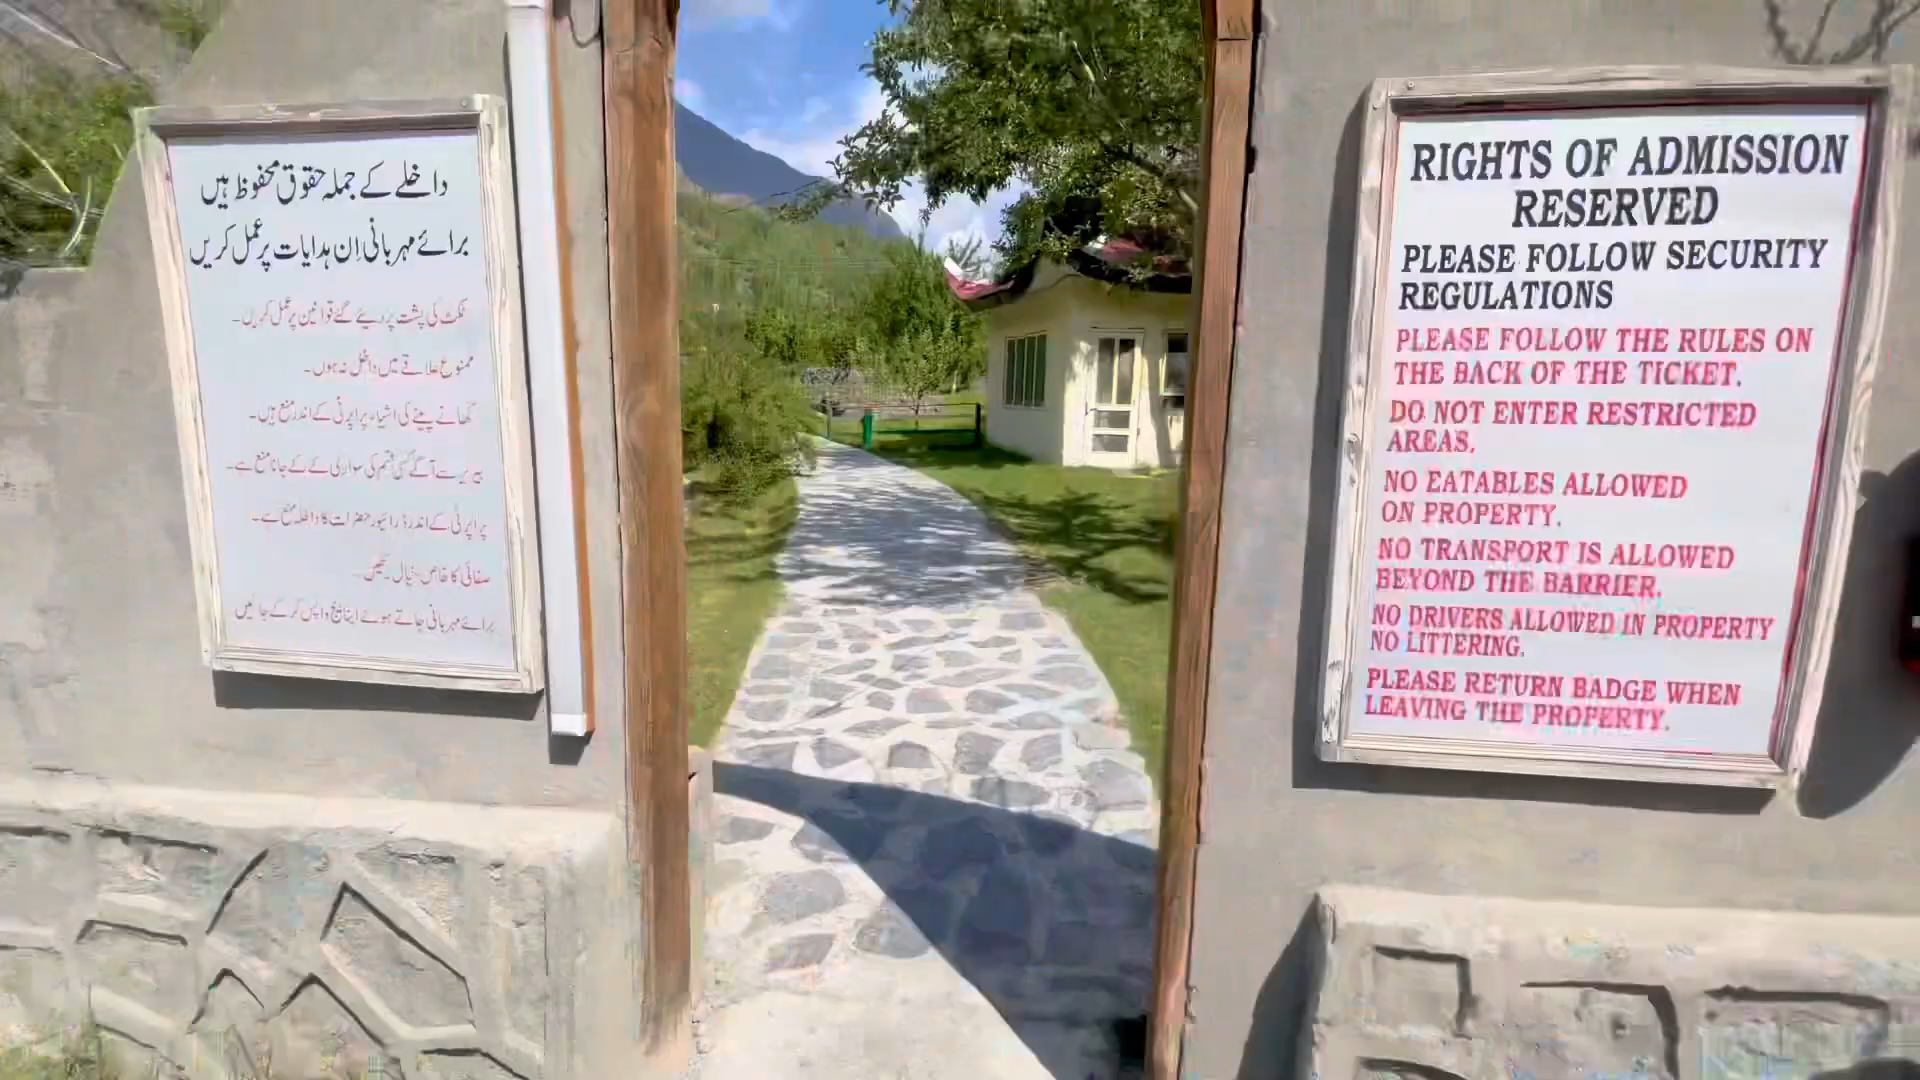 داخلے کے جملہ حقوق محفوظ ہیں
برائے مہربانی اِن ہدایات پر عمل کریں
ٹکٹ کی پشت پر دیئے گئے قوانین پر عمل کریں۔
ممنوع علاقے میں داخل نہ ہوں۔
کھانے پینے کی اشیاء پراپرٹی کے اندر منع ہیں۔
بیریر سے آگے کسی قسم کی سواری لے کے جانا منع ہے۔
پراپرٹی کے اندر ڈرائیور حضرات کا داخلہ منع ہے۔
صفائی کا خاص خیال رکھیں۔
برائے مہربانی جاتے ہوئے اپنا بیج واپس کر کے جائیں
RIGHTS OF ADMISSION
RESERVED
PLEASE FOLLOW SECURITY
REGULATIONS
PLEASE FOLLOW THE RULES ON
THE BACK OF THE TICKET.
DO NOT ENTER RESTRICTED
AREAS.
NO EATABLES ALLOWED
ON PROPERTY.
NO TRANSPORT IS ALLOWED
BEYOND THE BARRIER.
NO DRIVERS ALLOWED IN PROPERTY
NO LITTERING.
PLEASE RETURN BADGE WHEN
LEAVING THE PROPERTY.